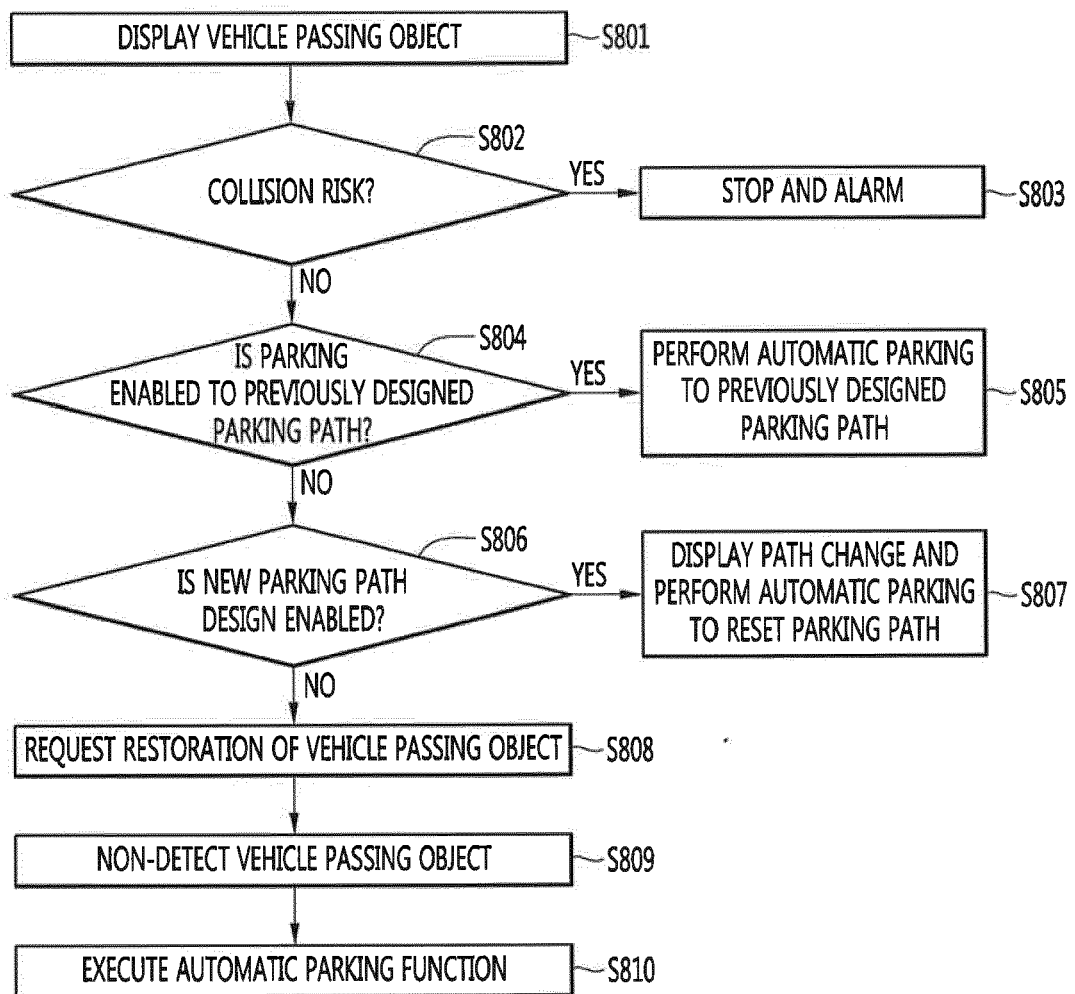 DISPLAY VEHICLE PASSING OBJECT
S801
S802
COLLISION RISK?
YES
STOP AND ALARM
S803
NO
S804
IS PARKING
ENABLED TO PREVIOUSLY DESIGNED
PARKING PATH?
YES
PERFORM AUTOMATIC PARKING
TO PREVIOUSLY DESIGNED
PARKING PATH
S805
NO
S806
IS NEW PARKING PATH
DESIGN ENABLED?
YES
DISPLAY PATH CHANGE AND
PERFORM AUTOMATIC PARKING
TO RESET PARKING PATH
S807
NO
REQUEST RESTORATION OF VEHICLE PASSING OBJECT
S808
NON-DETECT VEHICLE PASSING OBJECT
S809
EXECUTE AUTOMATIC PARKING FUNCTION
S810